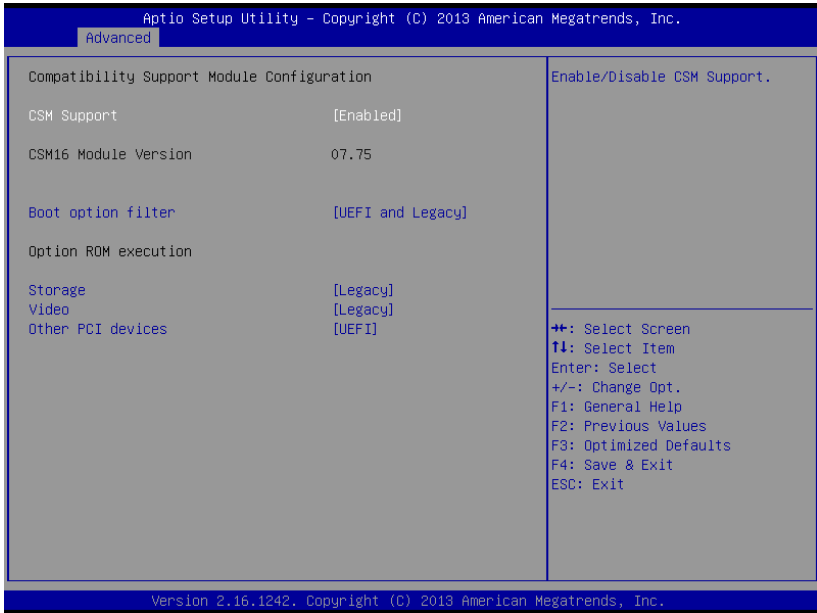 Aptio Setup Utility – Copyright (C) 2013 American Megatrends, Inc.
Advanced
Compatibility Support Module Configuration
CSM Support [Enabled]
CSM16 Module Version 07.75
Boot option filter [UEFI and Legacy]
Option ROM execution
Storage [Legacy]
Video [Legacy]
Other PCI devices [UEFI]
Enable/Disable CSM Support.
→←: Select Screen
↑↓: Select Item
Enter: Select
+/-: Change Opt.
F1: General Help
F2: Previous Values
F3: Optimized Defaults
F4: Save & Exit
ESC: Exit
Version 2.16.1242. Copyright (C) 2013 American Megatrends, Inc.